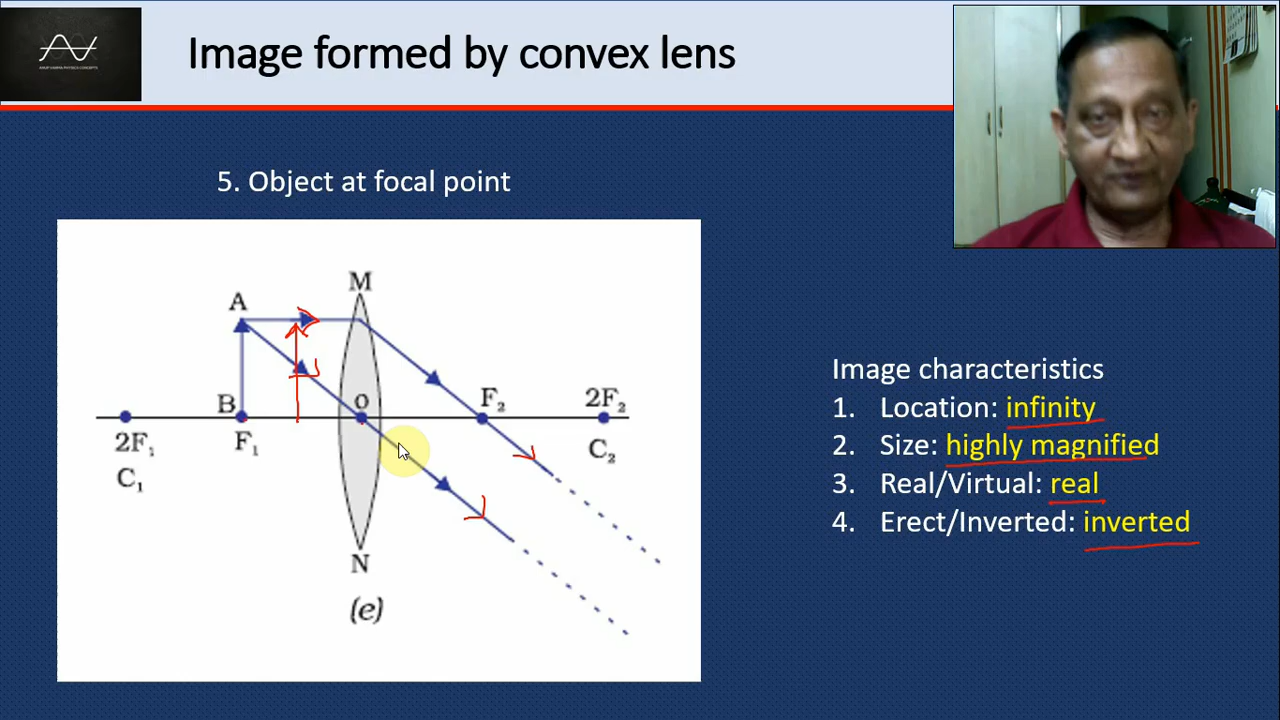 Image formed by convex lens
5. Object at focal point
M
A
B
O
F₂
2F₂
2F₁
F₁
C₂
C₁
N
(e)
Image characteristics
1. Location: infinity
2. Size: highly magnified
3. Real/Virtual: real
4. Erect/Inverted: inverted